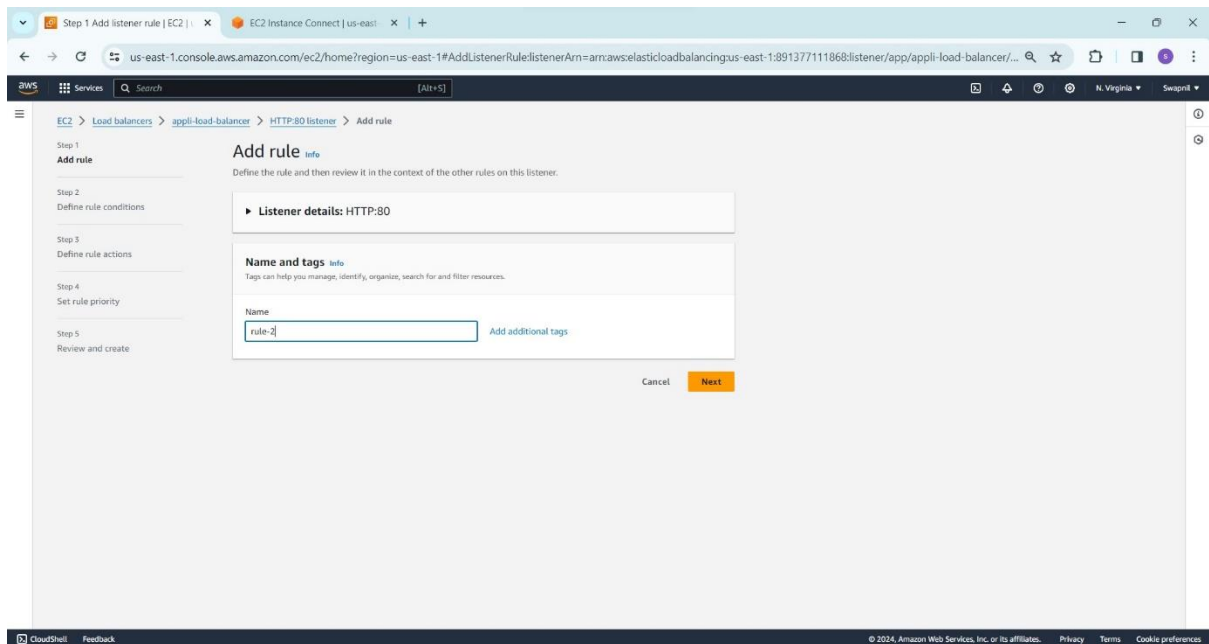 Step 1 Add listener rule | EC2 |
EC2 Instance Connect | us-east
us-east-1.console.aws.amazon.com/ec2/home?region=us-east-1#AddListenerRule:listenerArn=arn:aws:elasticloadbalancing:us-east-1:891377111868:listener/app/appli-load-balancer/...
aws Services Search [Alt+S] N. Virginia Swapnil
EC2 > Load balancers > appli-load-balancer > HTTP:80 listener > Add rule
Step 1
Add rule
Step 2
Define rule conditions
Step 3
Define rule actions
Step 4
Set rule priority
Step 5
Review and create
Add rule Info
Define the rule and then review it in the context of the other rules on this listener.
Listener details: HTTP:80
Name and tags Info
Tags can help you manage, identify, organize, search for and filter resources.
Name
rule-2 Add additional tags
Cancel Next
CloudShell Feedback © 2024, Amazon Web Services, Inc. or its affiliates. Privacy Terms Cookie preferences